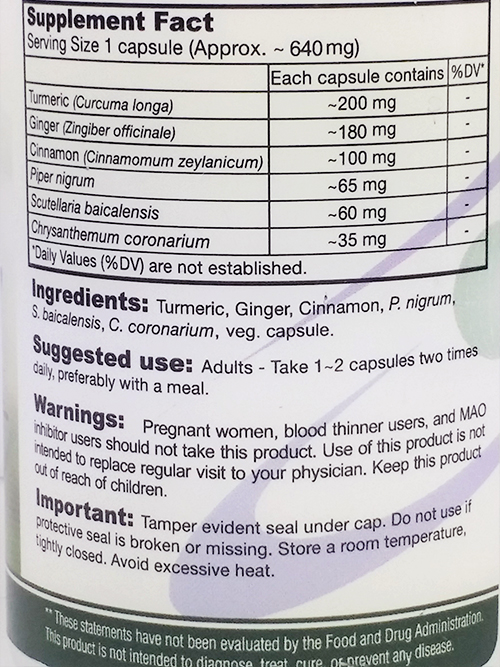 Supplement Fact
Serving Size 1 capsule (Approx. ~ 640mg)
Each capsule contains %DV*
Turmeric (Curcuma longa) ~200 mg -
Ginger (Zingiber officinale) ~180 mg -
Cinnamon (Cinnamomum zeylanicum) ~100 mg -
Piper nigrum ~65 mg -
Scutellaria baicalensis ~60 mg -
Chrysanthemum coronarium ~35 mg -
*Daily Values (%DV) are not established.
Ingredients: Turmeric, Ginger, Cinnamon, P. nigrum,
S. baicalensis, C. coronarium, veg. capsule.
Suggested use: Adults - Take 1~2 capsules two times
daily, preferably with a meal.
Warnings: Pregnant women, blood thinner users, and MAO
inhibitor users should not take this product. Use of this product is not
intended to replace regular visit to your physician. Keep this product
out of reach of children.
Important: Tamper evident seal under cap. Do not use if
protective seal is broken or missing. Store a room temperature,
tightly closed. Avoid excessive heat.
** These statements have not been evaluated by the Food and Drug Administration.
This product is not intended to diagnose, treat, cure, or prevent any disease.